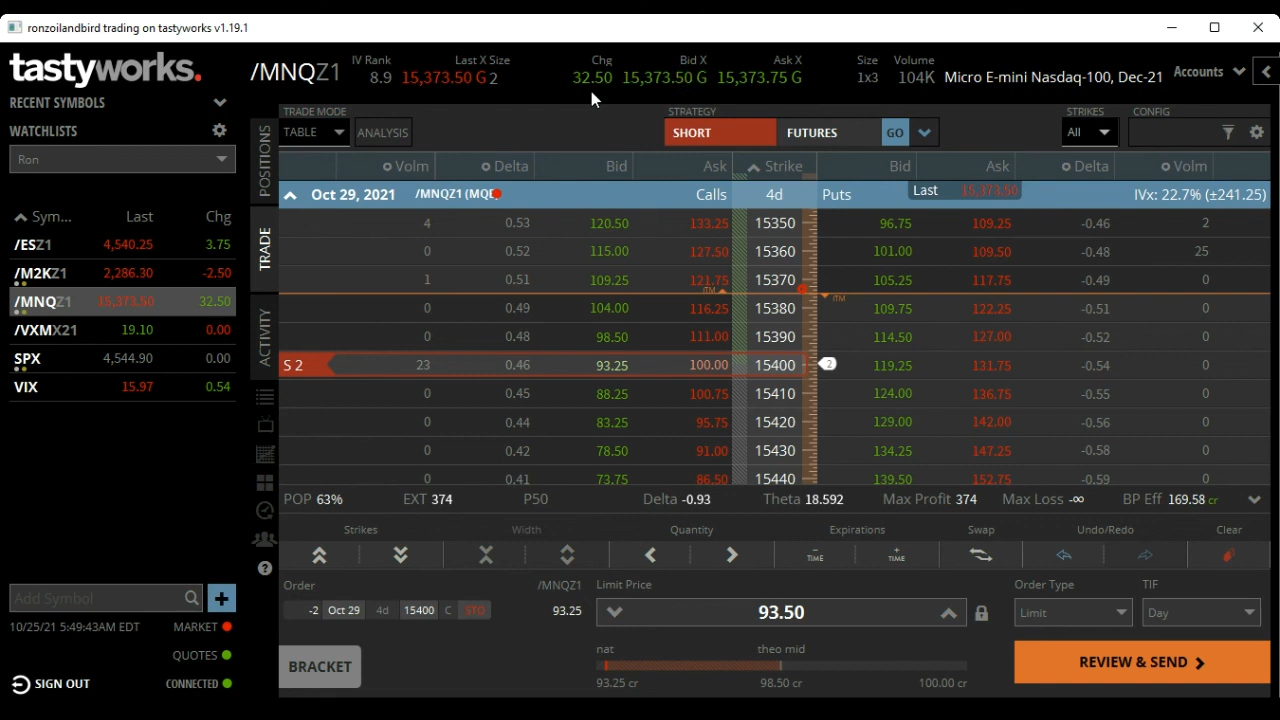 ronzoilandbird trading on tastyworks v1.19.1
tastyworks.
/MNQZ1
IV Rank 8.9
Last X Size 15,373.50 G 2
Chg 32.50
Bid X 15,373.50 G
Ask X 15,373.75 G
Size 1x3
Volume 104K
Micro E-mini Nasdaq-100, Dec-21
Accounts
RECENT SYMBOLS
WATCHLISTS
Ron
Sym... Last Chg
/ESZ1 4,540.25 3.75
/M2KZ1 2,286.30 -2.50
/MNQZ1 15,373.50 32.50
/VXMX21 19.10 0.00
SPX 4,544.90 0.00
VIX 15.97 0.54
Add Symbol
10/25/21 5:49:43AM EDT MARKET
QUOTES
SIGN OUT CONNECTED
POSITIONS
TRADE
ACTIVITY
TRADE MODE STRATEGY STRIKES CONFIG
TABLE ANALYSIS SHORT FUTURES GO All
Volm Delta Bid Ask Strike Bid Ask Delta Volm
Oct 29, 2021 /MNQZ1 Calls 4d Puts Last 15,373.50 IVx: 22.7% (±241.25)
4 0.53 120.50 133.25 15350 96.75 109.25 -0.46 2
0 0.52 115.00 127.50 15360 101.00 109.50 -0.48 25
1 0.51 109.25 121.75 15370 105.25 117.75 -0.49 0
ITM ITM
0 0.49 104.00 116.25 15380 109.75 122.25 -0.51 0
0 0.48 98.50 111.00 15390 114.50 127.00 -0.52 0
S 2 23 0.46 93.25 100.00 15400 2 119.25 131.75 -0.54 0
0 0.45 88.25 100.75 15410 124.00 136.75 -0.55 0
0 0.44 83.25 95.75 15420 129.00 142.00 -0.56 0
0 0.42 78.50 91.00 15430 134.25 147.25 -0.58 0
0 0.41 73.75 86.50 15440 139.50 152.75 -0.59 0
POP 63% EXT 374 P50 Delta -0.93 Theta 18.592 Max Profit 374 Max Loss -∞ BP Eff 169.58 cr
Strikes Width Quantity Expirations Swap Undo/Redo Clear
TIME TIME
Order /MNQZ1 Limit Price Order Type TIF
-2 Oct 29 4d 15400 C STO 93.25 93.50 Limit Day
BRACKET
nat theo mid
93.25 cr 98.50 cr 100.00 cr
REVIEW & SEND